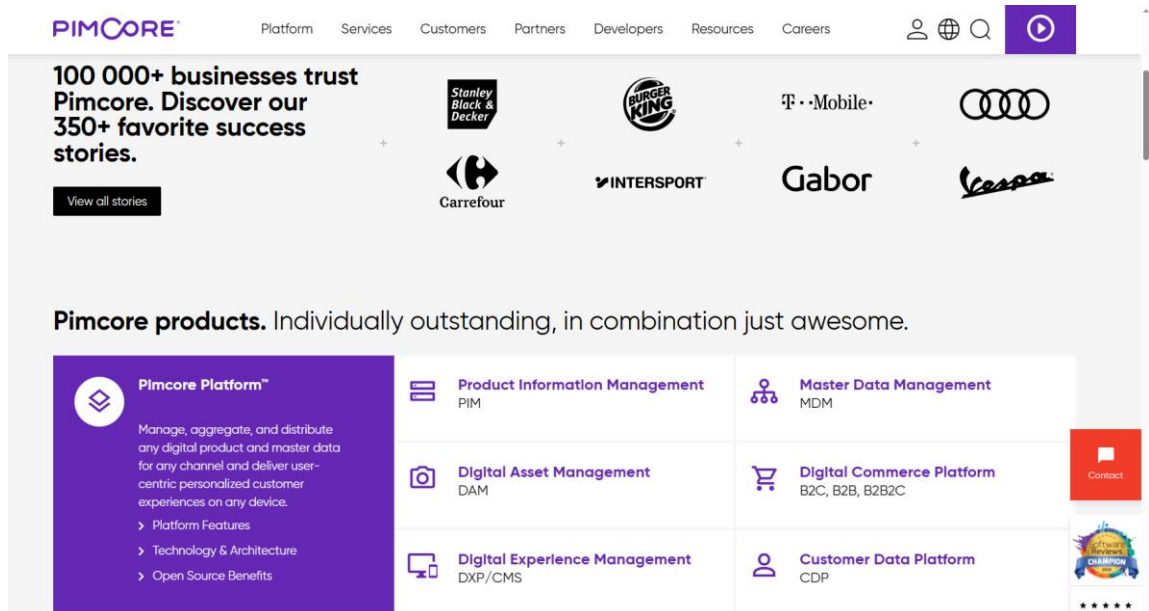 PIMCORE
Platform
Services
Customers
Partners
Developers
Resources
Careers
100 000+ businesses trust
Pimcore. Discover our
350+ favorite success
stories.
View all stories
Stanley
Black &
Decker
BURGER
KING
T··Mobile·
Carrefour
INTERSPORT
Gabor
Vespa
Pimcore products. Individually outstanding, in combination just awesome.
Pimcore Platform™
Manage, aggregate, and distribute
any digital product and master data
for any channel and deliver user-
centric personalized customer
experiences on any device.
Platform Features
Technology & Architecture
Open Source Benefits
Product Information Management
PIM
Master Data Management
MDM
Digital Asset Management
DAM
Digital Commerce Platform
B2C, B2B, B2B2C
Digital Experience Management
DXP/CMS
Customer Data Platform
CDP
Contact
Software
Reviews
CHAMPION